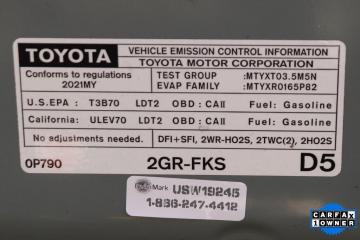 TOYOTA
VEHICLE EMISSION CONTROL INFORMATION
TOYOTA MOTOR CORPORATION
Conforms to regulations
2021MY
TEST GROUP :MTYXT03.5M5N
EVAP FAMILY :MTYXR0165P82
U.S.EPA : T3B70 LDT2 OBD : CAII Fuel: Gasoline
California: ULEV70 LDT2 OBD : CAII Fuel: Gasoline
No adjustments needed. DFI+SFI, 2WR-HO2S, 2TWC(2), 2HO2S
0P790 2GR-FKS D5
USW19245
1-866-247-4412
CARFAX
1 OWNER